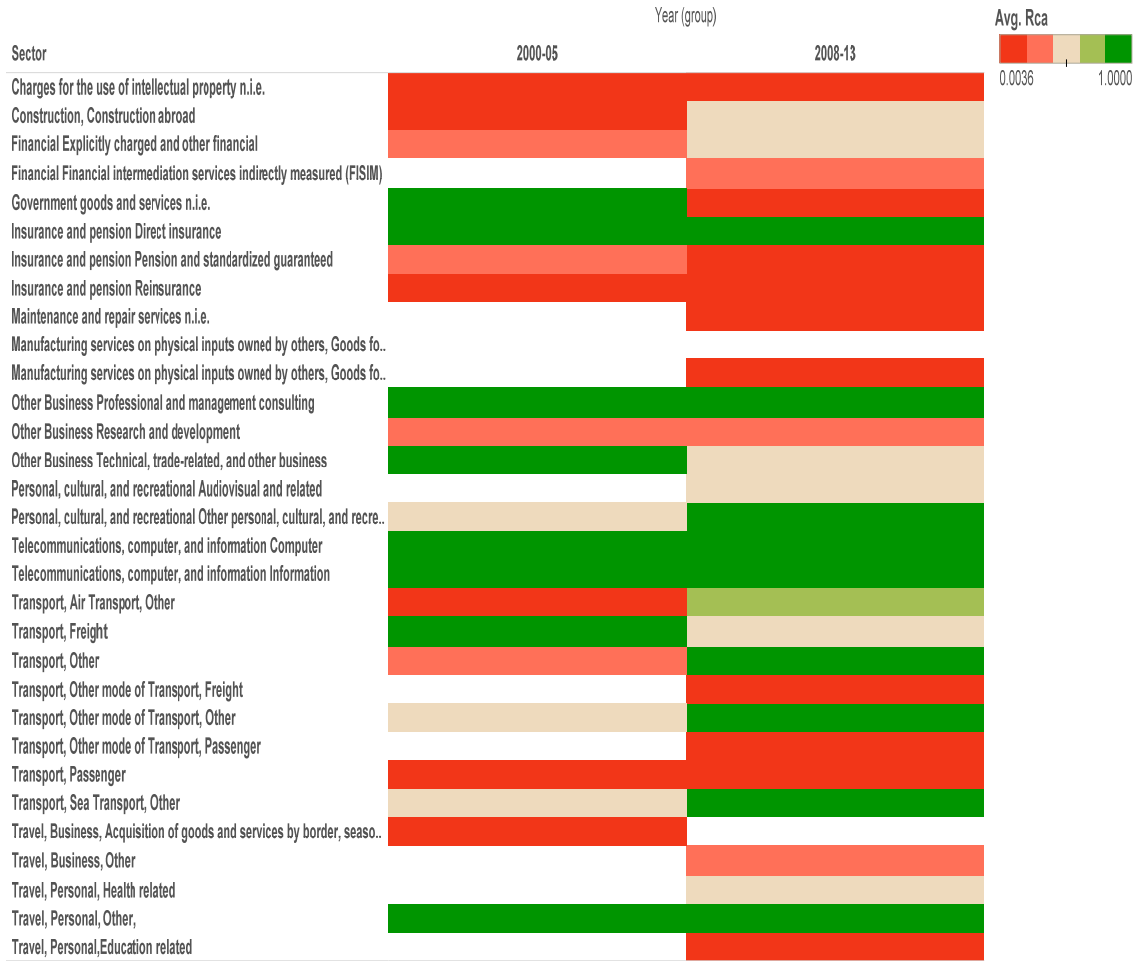 Year (group)
Avg. Rca
Sector 2000-05 2008-13
0.0036 1.0000
Charges for the use of intellectual property n.i.e.
Construction, Construction abroad
Financial Explicitly charged and other financial
Financial Financial intermediation services indirectly measured (FISIM)
Government goods and services n.i.e.
Insurance and pension Direct insurance
Insurance and pension Pension and standardized guaranteed
Insurance and pension Reinsurance
Maintenance and repair services n.i.e.
Manufacturing services on physical inputs owned by others, Goods fo..
Manufacturing services on physical inputs owned by others, Goods fo..
Other Business Professional and management consulting
Other Business Research and development
Other Business Technical, trade-related, and other business
Personal, cultural, and recreational Audiovisual and related
Personal, cultural, and recreational Other personal, cultural, and recre..
Telecommunications, computer, and information Computer
Telecommunications, computer, and information Information
Transport, Air Transport, Other
Transport, Freight
Transport, Other
Transport, Other mode of Transport, Freight
Transport, Other mode of Transport, Other
Transport, Other mode of Transport, Passenger
Transport, Passenger
Transport, Sea Transport, Other
Travel, Business, Acquisition of goods and services by border, seaso..
Travel, Business, Other
Travel, Personal, Health related
Travel, Personal, Other,
Travel, Personal,Education related